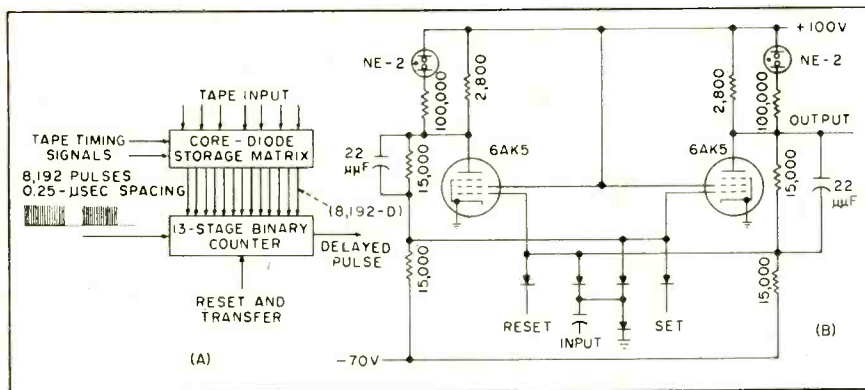 TAPE INPUT
TAPE TIMING
SIGNALS
CORE-DIODE
STORAGE MATRIX
8,192 PULSES
0.25-μSEC SPACING
(8,192-D)
13-STAGE BINARY
COUNTER
DELAYED
PULSE
RESET AND
TRANSFER
(A)
+100V
NE-2
100,000
2,800
2,800
NE-2
100,000
OUTPUT
22
μμF
15,000
6AK5
6AK5
15,000
22
μμF
15,000
15,000
RESET
INPUT
SET
-70V
(B)